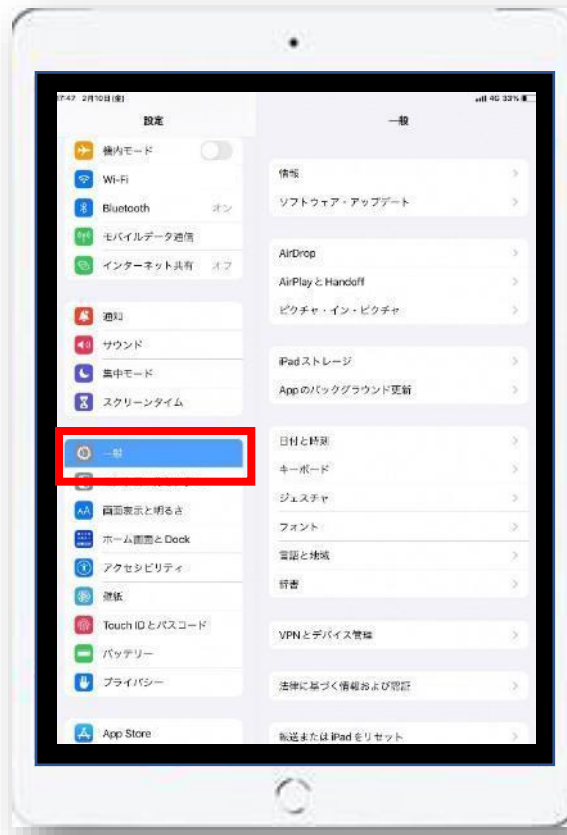 17:47 2月10日(金)
4G 33%
設定
機内モード
Wi-Fi
Bluetooth オン
モバイルデータ通信
インターネット共有 オフ
通知
サウンド
集中モード
スクリーンタイム
一般
画面表示と明るさ
ホーム画面とDock
アクセシビリティ
壁紙
Touch IDとパスコード
バッテリー
プライバシー
App Store
一般
情報
ソフトウェア・アップデート
AirDrop
AirPlayとHandoff
ピクチャ・イン・ピクチャ
iPadストレージ
Appのバックグラウンド更新
日付と時刻
キーボード
ジェスチャ
フォント
言語と地域
辞書
VPNとデバイス管理
法律に基づく情報および認証
転送またはiPadをリセット